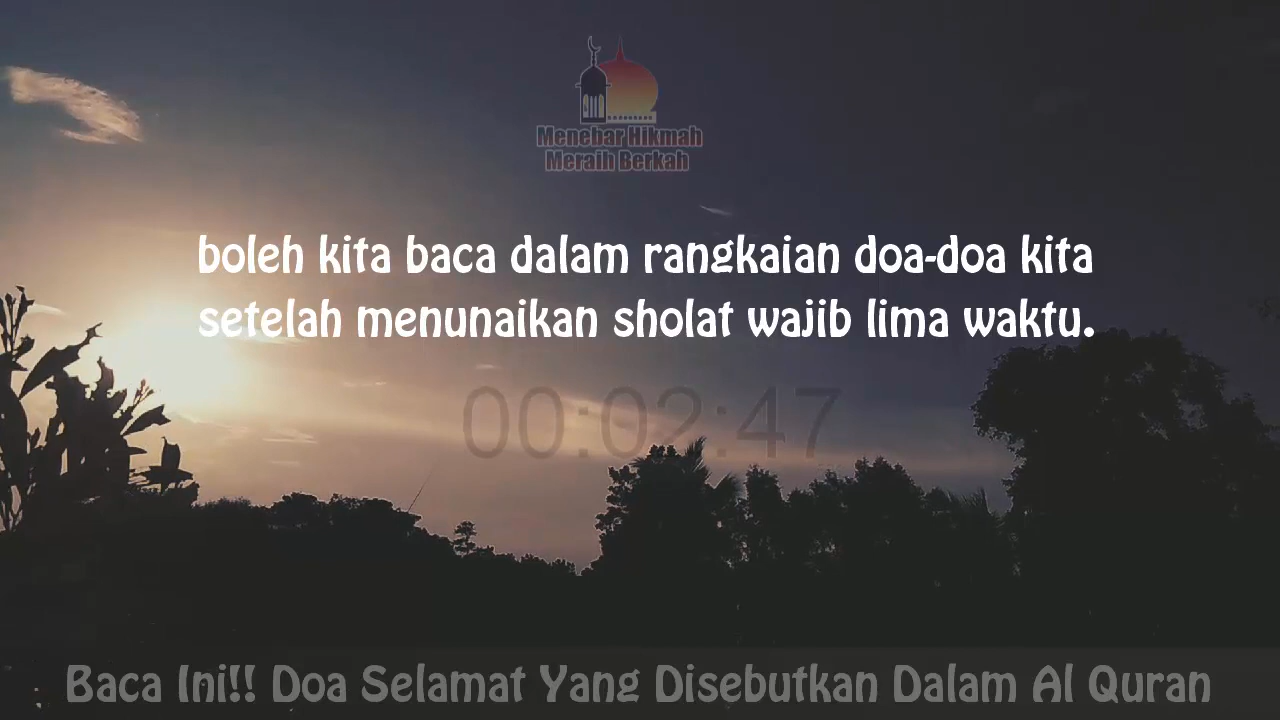 Menebar Hikmah
Meraih Berkah
boleh kita baca dalam rangkaian doa-doa kita
setelah menunaikan sholat wajib lima waktu.
00:02:47
Baca Ini!! Doa Selamat Yang Disebutkan Dalam Al Quran